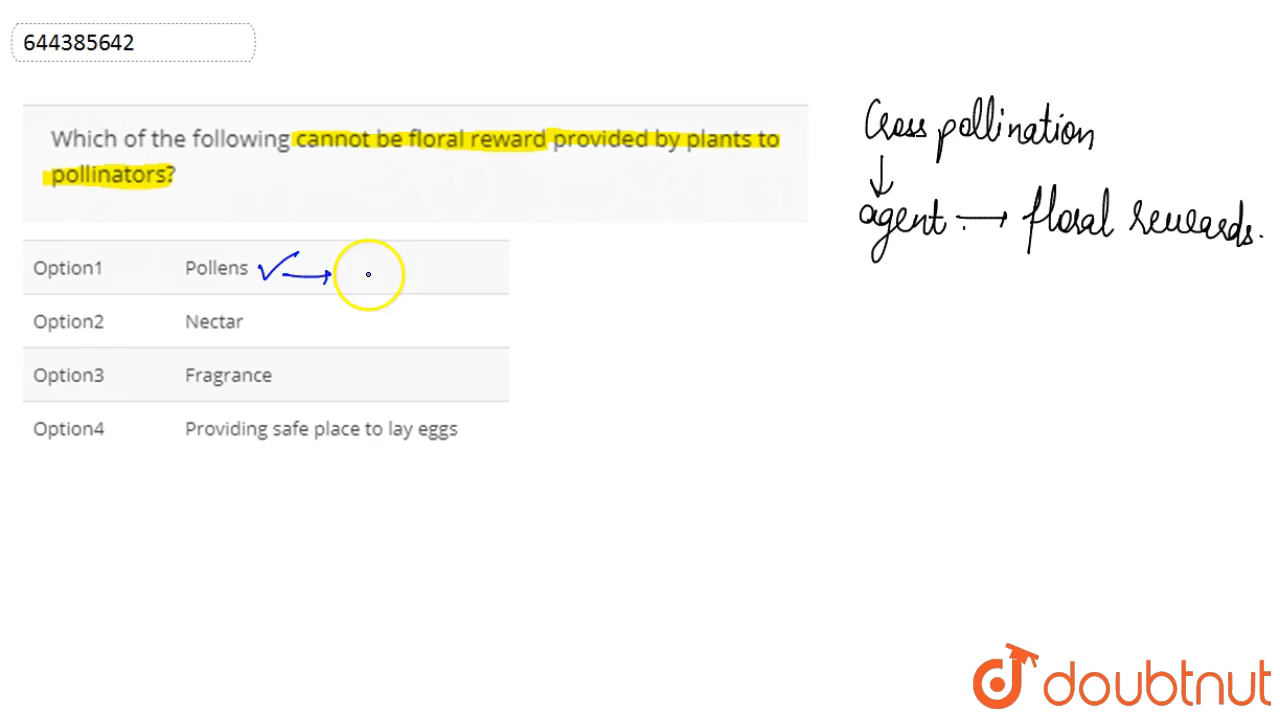 644385642
Which of the following cannot be floral reward provided by plants to
pollinators?
Cross pollination
agent. → floral rewards.
Option1 Pollens
Option2 Nectar
Option3 Fragrance
Option4 Providing safe place to lay eggs
doubtnut